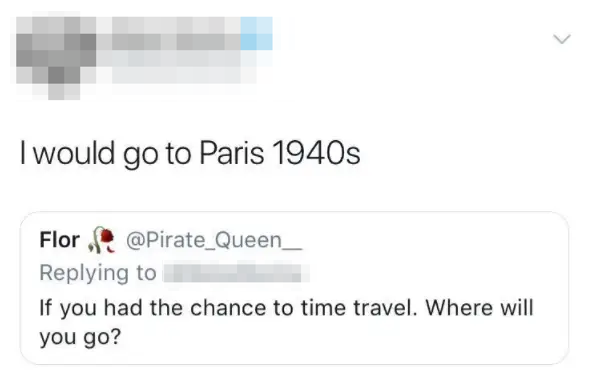 I would go to Paris 1940s
Flor 🥀 @Pirate_Queen__
Replying to
If you had the chance to time travel. Where will
you go?